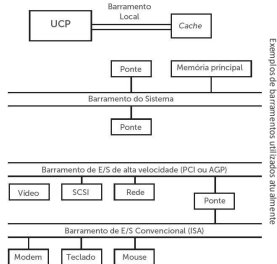 Barramento
Local
UCP
Cache
Ponte
Memória principal
Barramento do Sistema
Ponte
Barramento de E/S de alta velocidade (PCI ou AGP)
Vídeo
SCSI
Rede
Ponte
Barramento de E/S Convencional (ISA)
Modem
Teclado
Mouse
Exemplos de barramentos utilizados atualmente